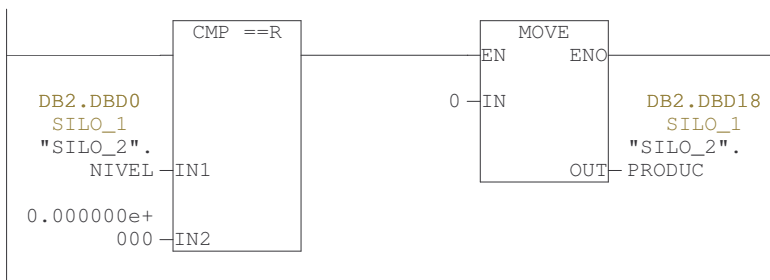 CMP ==R
MOVE
EN ENO
DB2.DBD0
SILO_1
"SILO_2".
NIVEL IN1
0 IN
DB2.DBD18
SILO_1
"SILO_2".
OUT PRODUC
0.000000e+
000 IN2